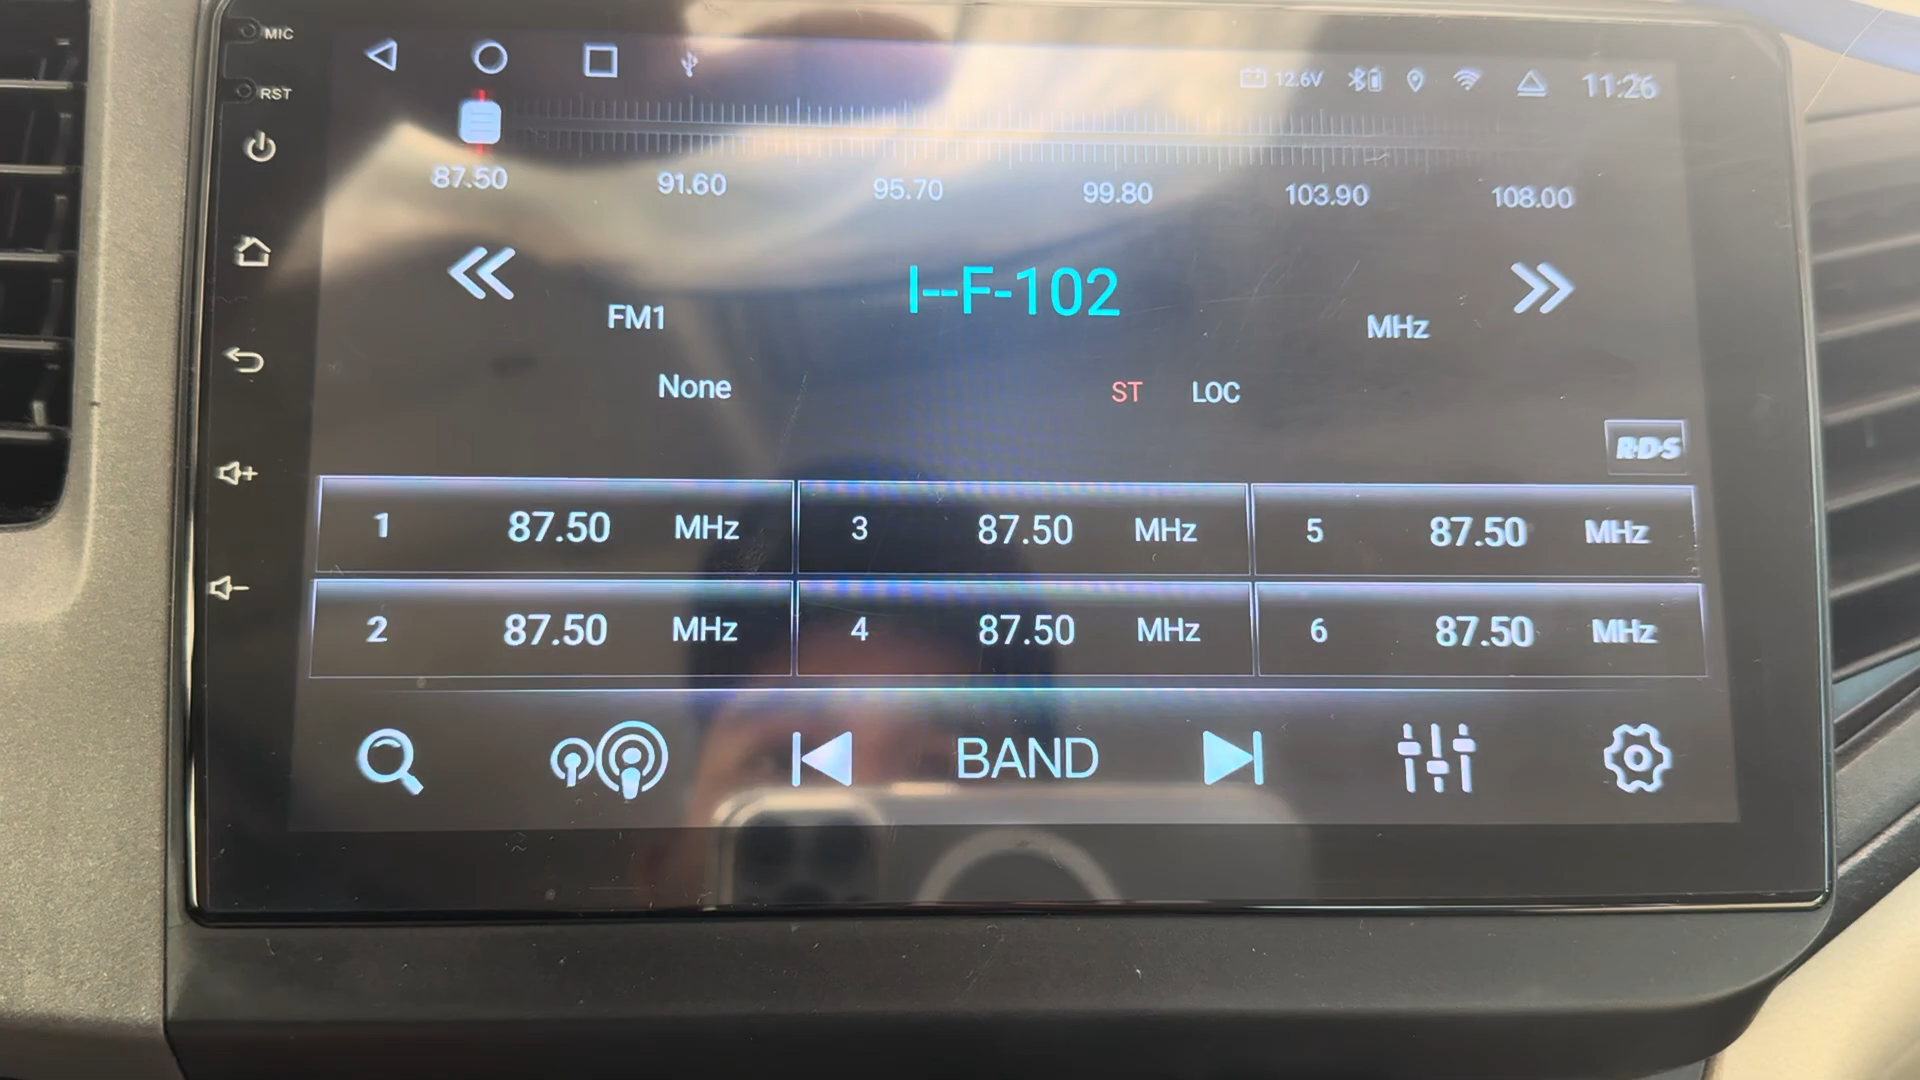 MIC
12.6V 11:26
RST
87.50 91.60 95.70 99.80 103.90 108.00
I--F-102
FM1 MHz
None ST LOC
RDS
1 87.50 MHz 3 87.50 MHz 5 87.50 MHz
2 87.50 MHz 4 87.50 MHz 6 87.50 MHz
BAND